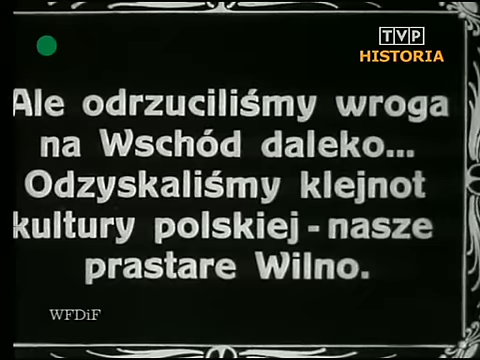 TVP
HISTORIA
Ale odrzuciliśmy wroga
na Wschód daleko...
Odzyskaliśmy klejnot
kultury polskiej - nasze
prastare Wilno.
WFDiF